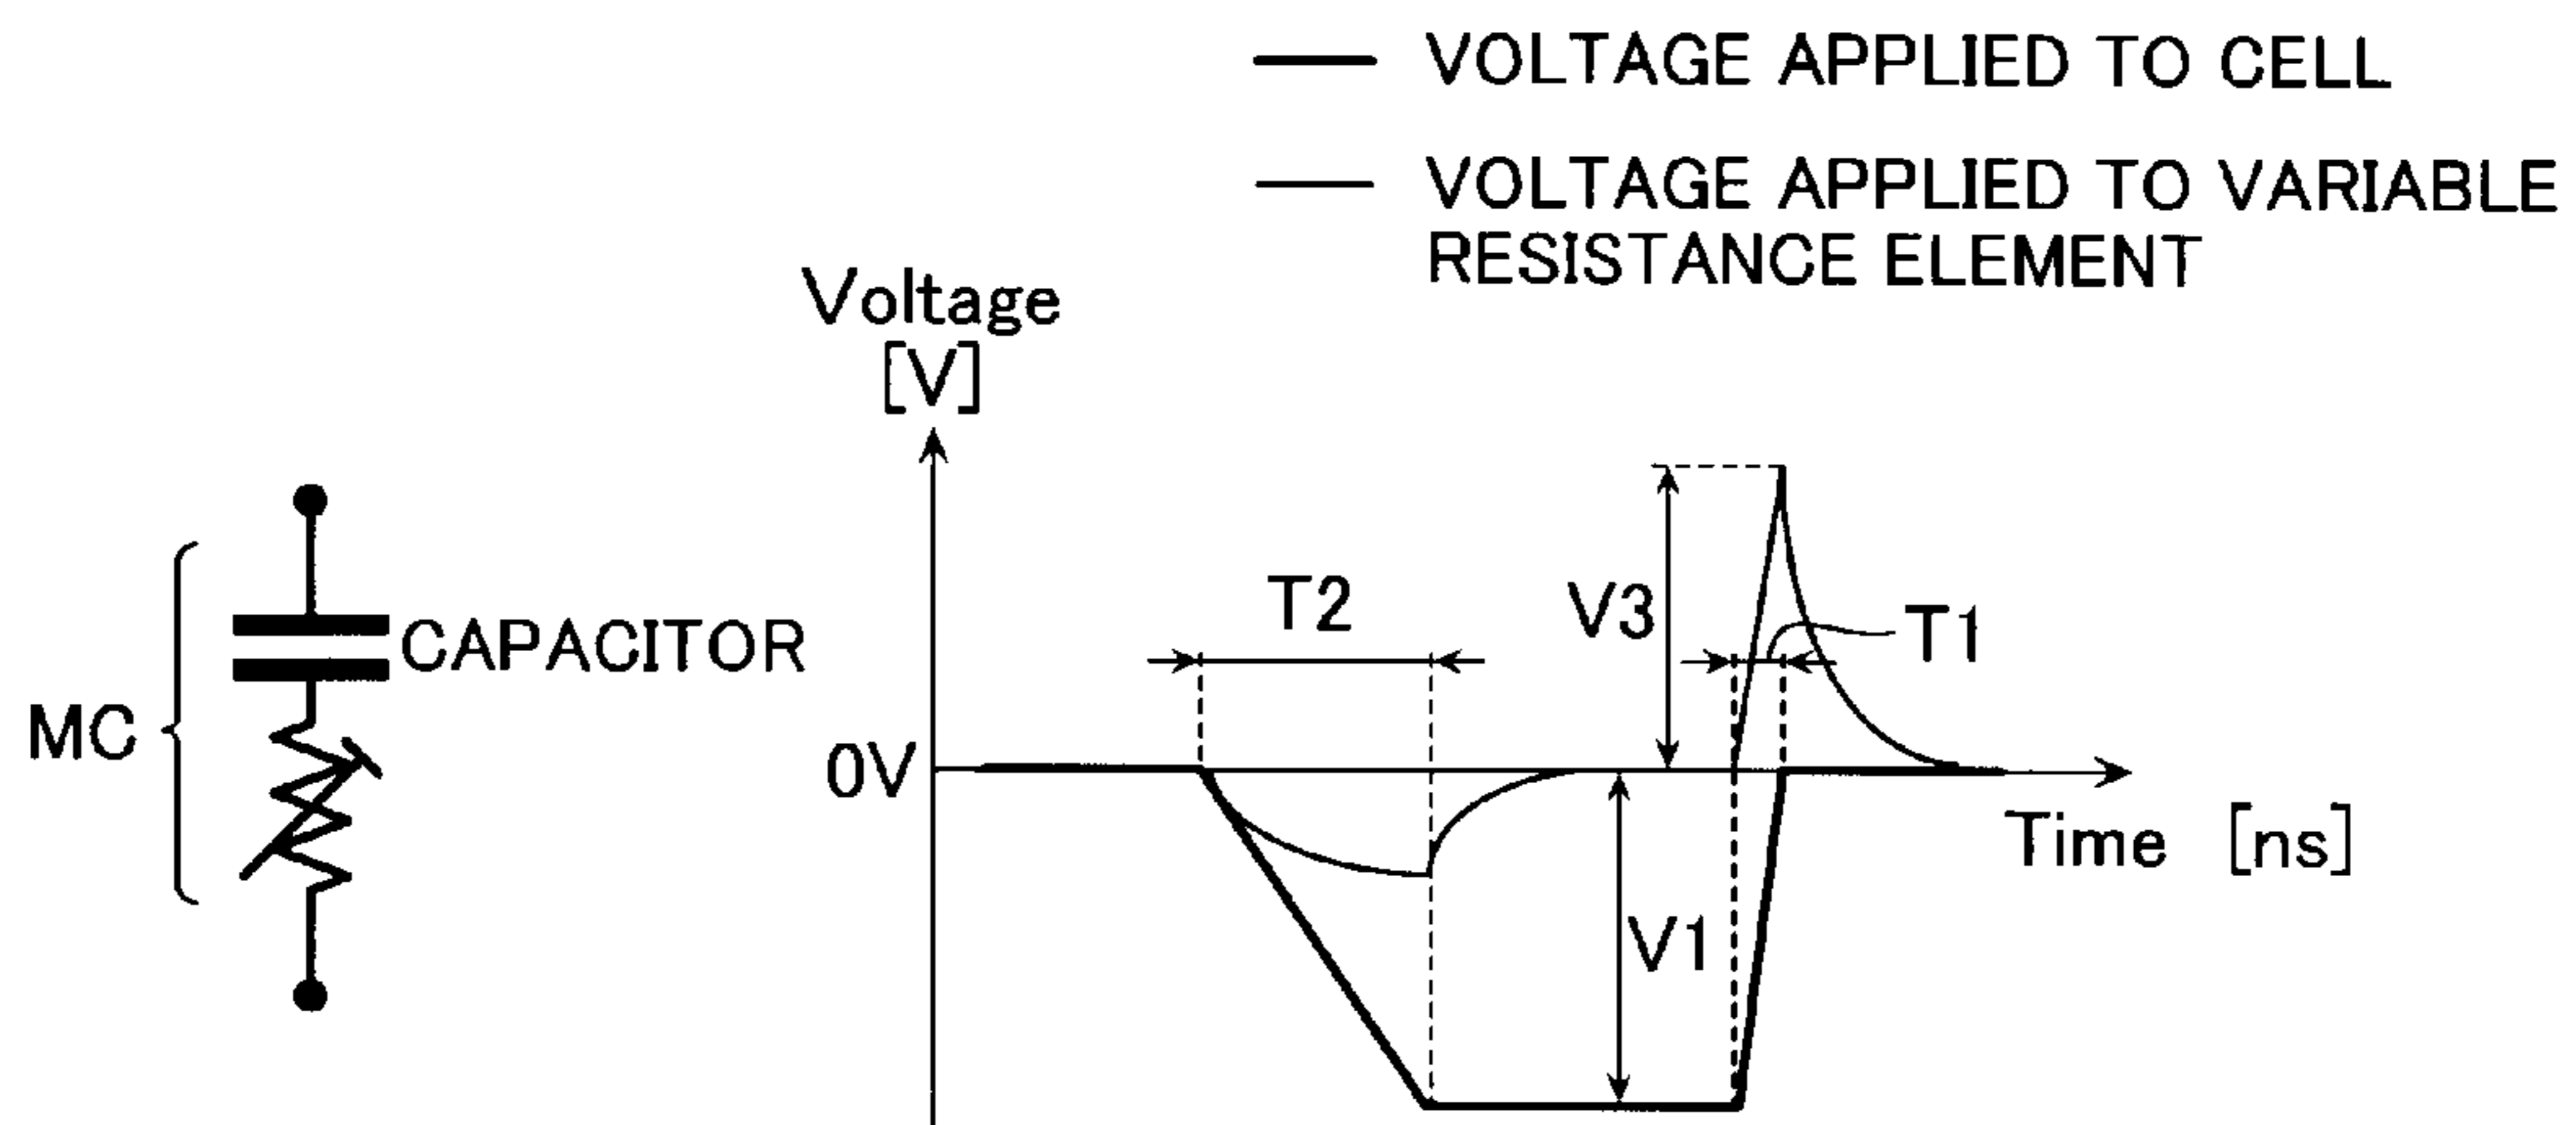 VOLTAGE APPLIED TO CELL
VOLTAGE APPLIED TO VARIABLE
RESISTANCE ELEMENT
Voltage
[V]
T2
V3
T1
CAPACITOR
MC
0V
Time [ns]
V1